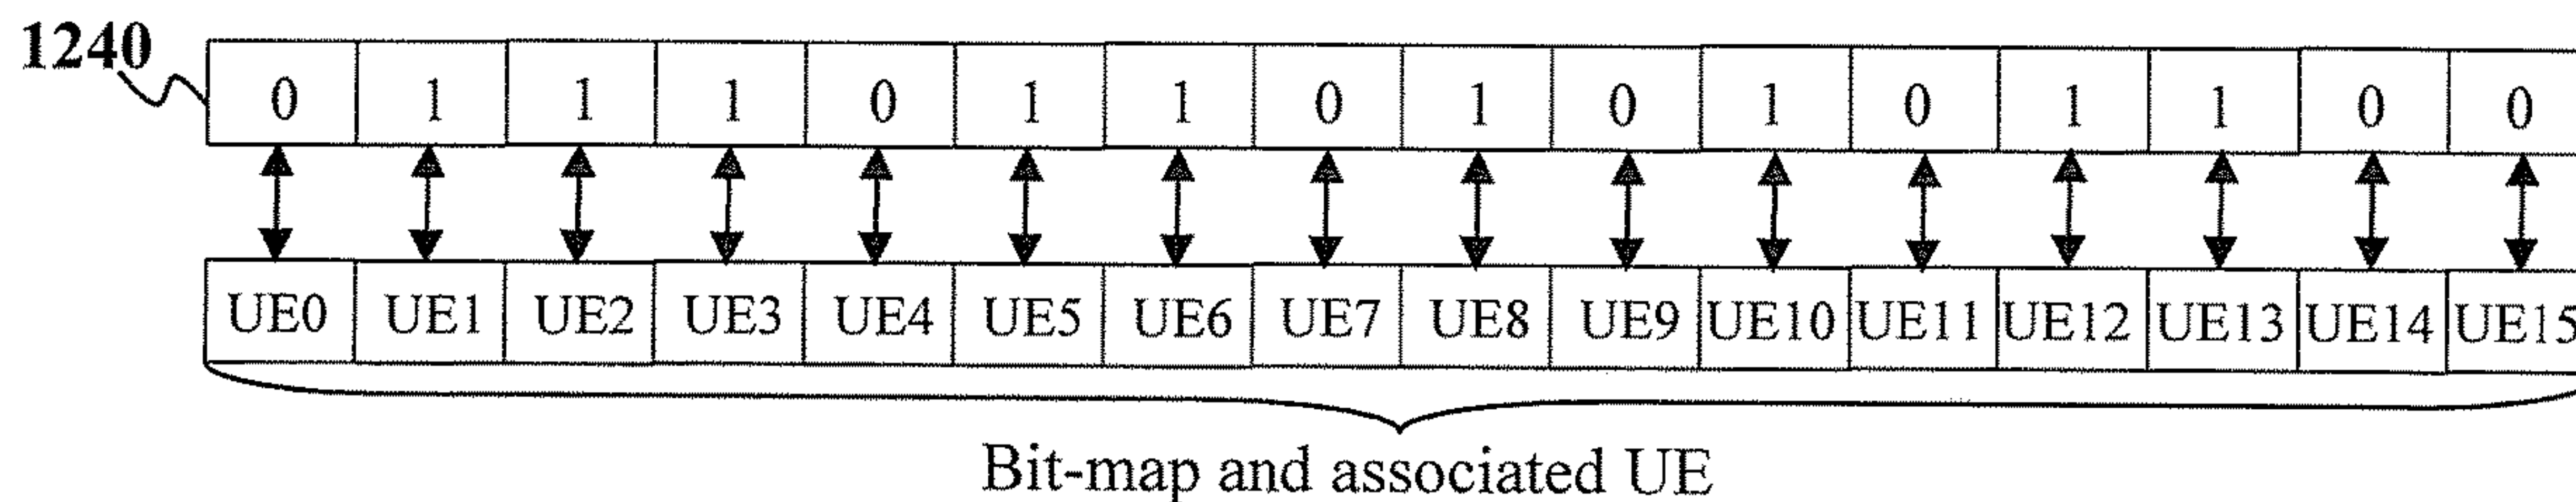 1240
0 1 1 1 0 1 1 0 1 0 1 0 1 1 0 0
UE0 UE1 UE2 UE3 UE4 UE5 UE6 UE7 UE8 UE9 UE10 UE11 UE12 UE13 UE14 UE15
Bit-map and associated UE